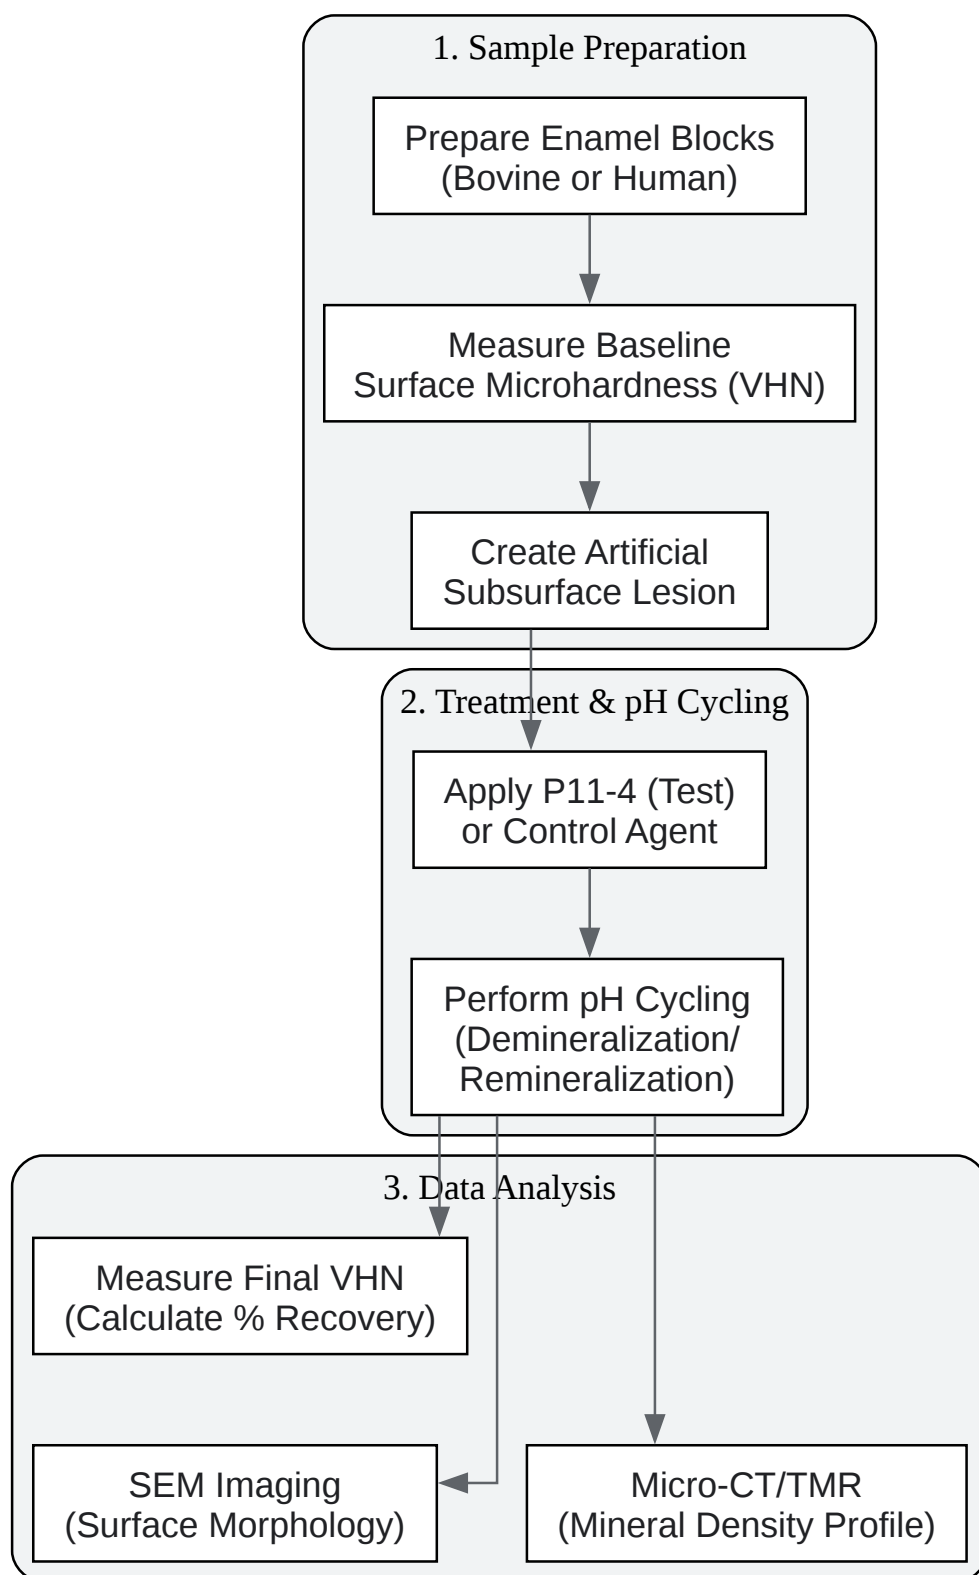 1. Sample Preparation
Prepare Enamel Blocks
(Bovine or Human)
Measure Baseline
Surface Microhardness (VHN)
Create Artificial
Subsurface Lesion
2. Treatment & pH Cycling
Apply P11-4 (Test)
or Control Agent
Perform pH Cycling
(Demineralization/
Remineralization)
3. Data Analysis
Measure Final VHN
(Calculate % Recovery)
SEM Imaging
(Surface Morphology)
Micro-CT/TMR
(Mineral Density Profile)